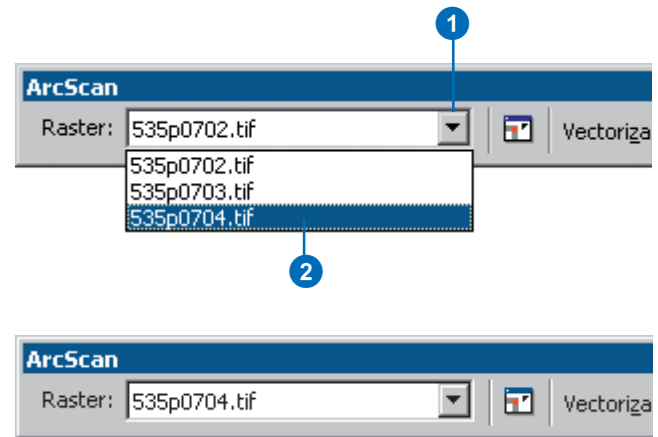 1
ArcScan
Raster: 535p0702.tif Vectoriza
535p0702.tif
535p0703.tif
535p0704.tif
2
ArcScan
Raster: 535p0704.tif Vectoriza